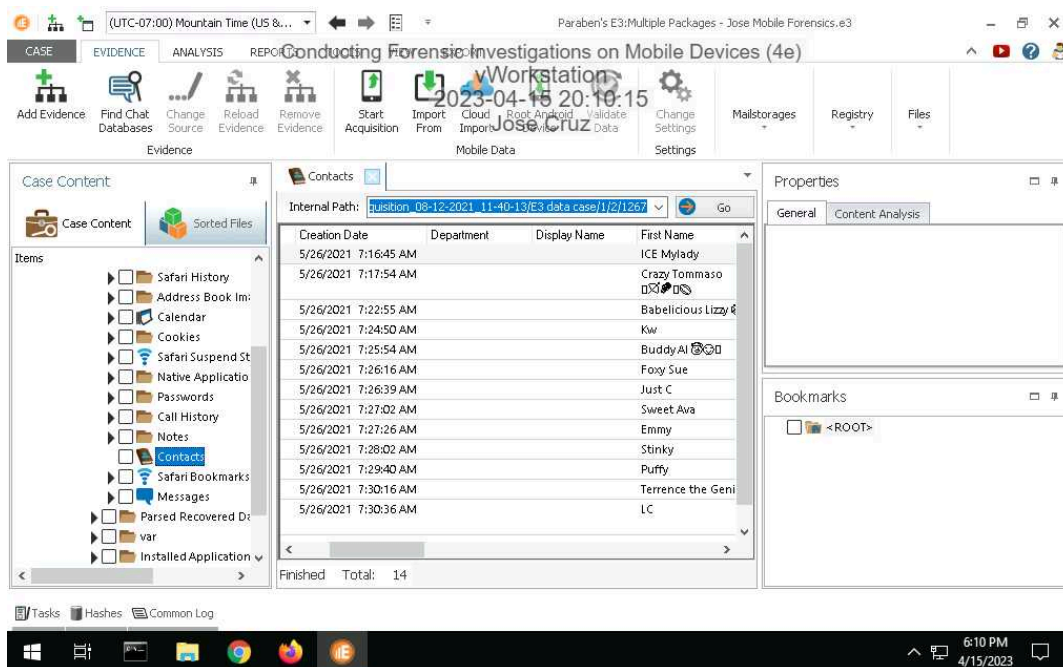 (UTC-07:00) Mountain Time (US &... Paraben's E3:Multiple Packages - Jose Mobile Forensics.e3
CASE EVIDENCE ANALYSIS
Conducting Forensic Investigations on Mobile Devices (4e)
vWorkstation
2023-04-15 20:10:15
Jose Cruz
Add Evidence
Find Chat Databases
Change Source
Reload Evidence
Remove Evidence
Start Acquisition
Import From
Cloud Import
Root Android Device
Validate Data
Change Settings
Mailstorages
Registry
Files
Evidence Mobile Data Settings
Case Content
Case Content Sorted Files
Items
Safari History
Address Book Im
Calendar
Cookies
Safari Suspend St
Native Applicatio
Passwords
Call History
Notes
Contacts
Safari Bookmarks
Messages
Parsed Recovered Da
var
Installed Application
Contacts
Internal Path: quisition_08-12-2021_11-40-13/E3 data case/1/2/1267 Go
Creation Date Department Display Name First Name
5/26/2021 7:16:45 AM ICE Mylady
5/26/2021 7:17:54 AM Crazy Tommaso
5/26/2021 7:22:55 AM Babelicious Lizzy
5/26/2021 7:24:50 AM Kw
5/26/2021 7:25:54 AM Buddy Al
5/26/2021 7:26:16 AM Foxy Sue
5/26/2021 7:26:39 AM Just C
5/26/2021 7:27:02 AM Sweet Ava
5/26/2021 7:27:26 AM Emmy
5/26/2021 7:28:02 AM Stinky
5/26/2021 7:29:40 AM Puffy
5/26/2021 7:30:16 AM Terrence the Geni
5/26/2021 7:30:36 AM LC
Finished Total: 14
Properties
General Content Analysis
Bookmarks
<ROOT>
Tasks Hashes Common Log
6:10 PM
4/15/2023